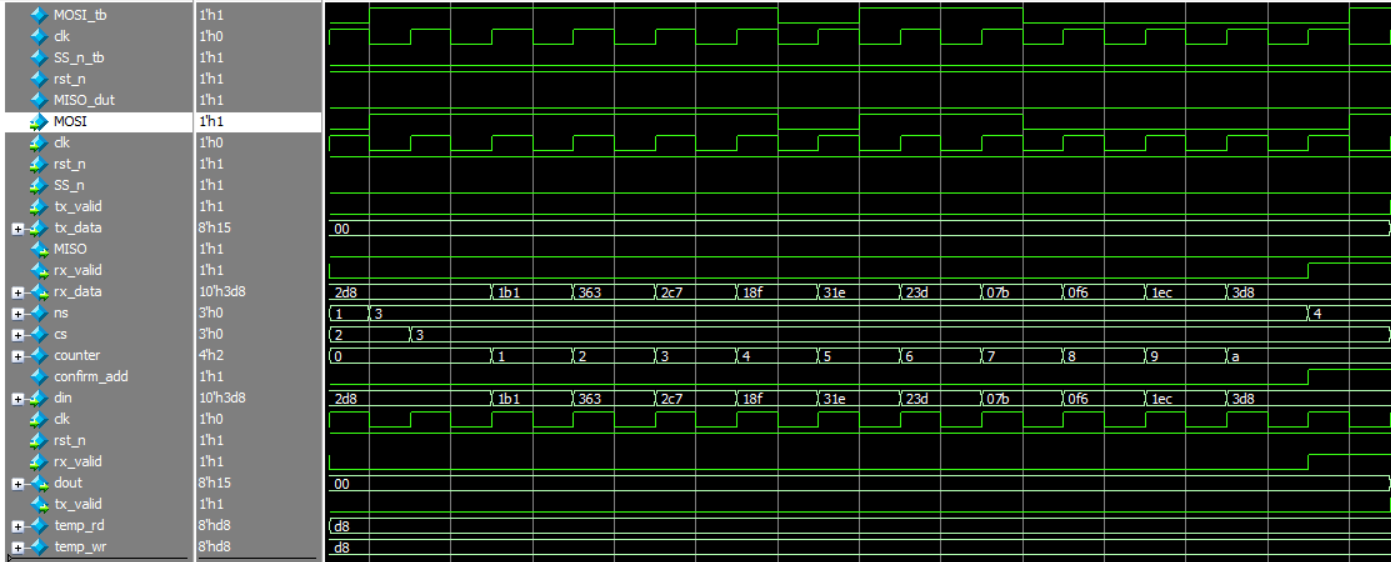 MOSI_tb 1'h1
clk 1'h0
SS_n_tb 1'h1
rst_n 1'h1
MISO_dut 1'h1
MOSI 1'h1
clk 1'h0
rst_n 1'h1
SS_n 1'h1
tx_valid 1'h1
tx_data 8'h15 00
MISO 1'h1
rx_valid 1'h1
rx_data 10'h3d8 2d8 1b1 363 2c7 18f 31e 23d 07b 0f6 1ec 3d8
ns 3'h0 1 3 4
cs 3'h0 2 3
counter 4'h2 0 1 2 3 4 5 6 7 8 9 a
confirm_add 1'h1
din 10'h3d8 2d8 1b1 363 2c7 18f 31e 23d 07b 0f6 1ec 3d8
clk 1'h0
rst_n 1'h1
rx_valid 1'h1
dout 8'h15 00
tx_valid 1'h1
temp_rd 8'hd8 d8
temp_wr 8'hd8 d8